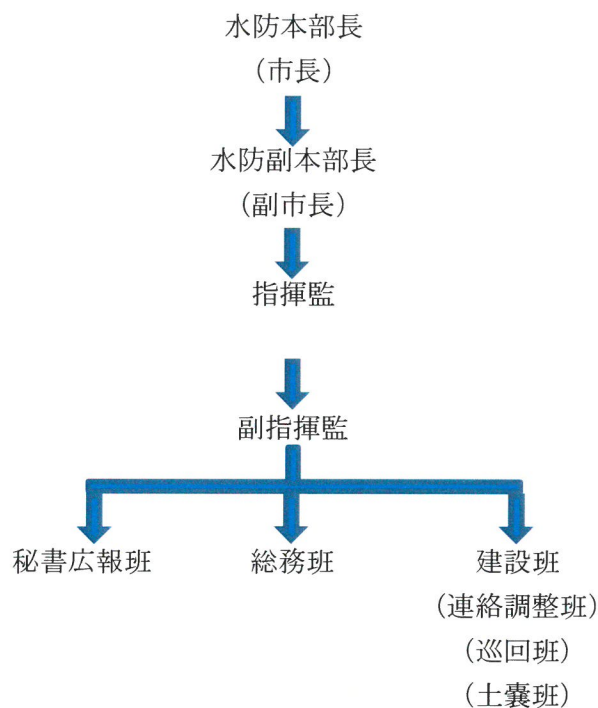 水防本部長
（市長）
水防副本部長
（副市長）
指揮監
副指揮監
秘書広報班 総務班 建設班
（連絡調整班）
（巡回班）
（土嚢班）